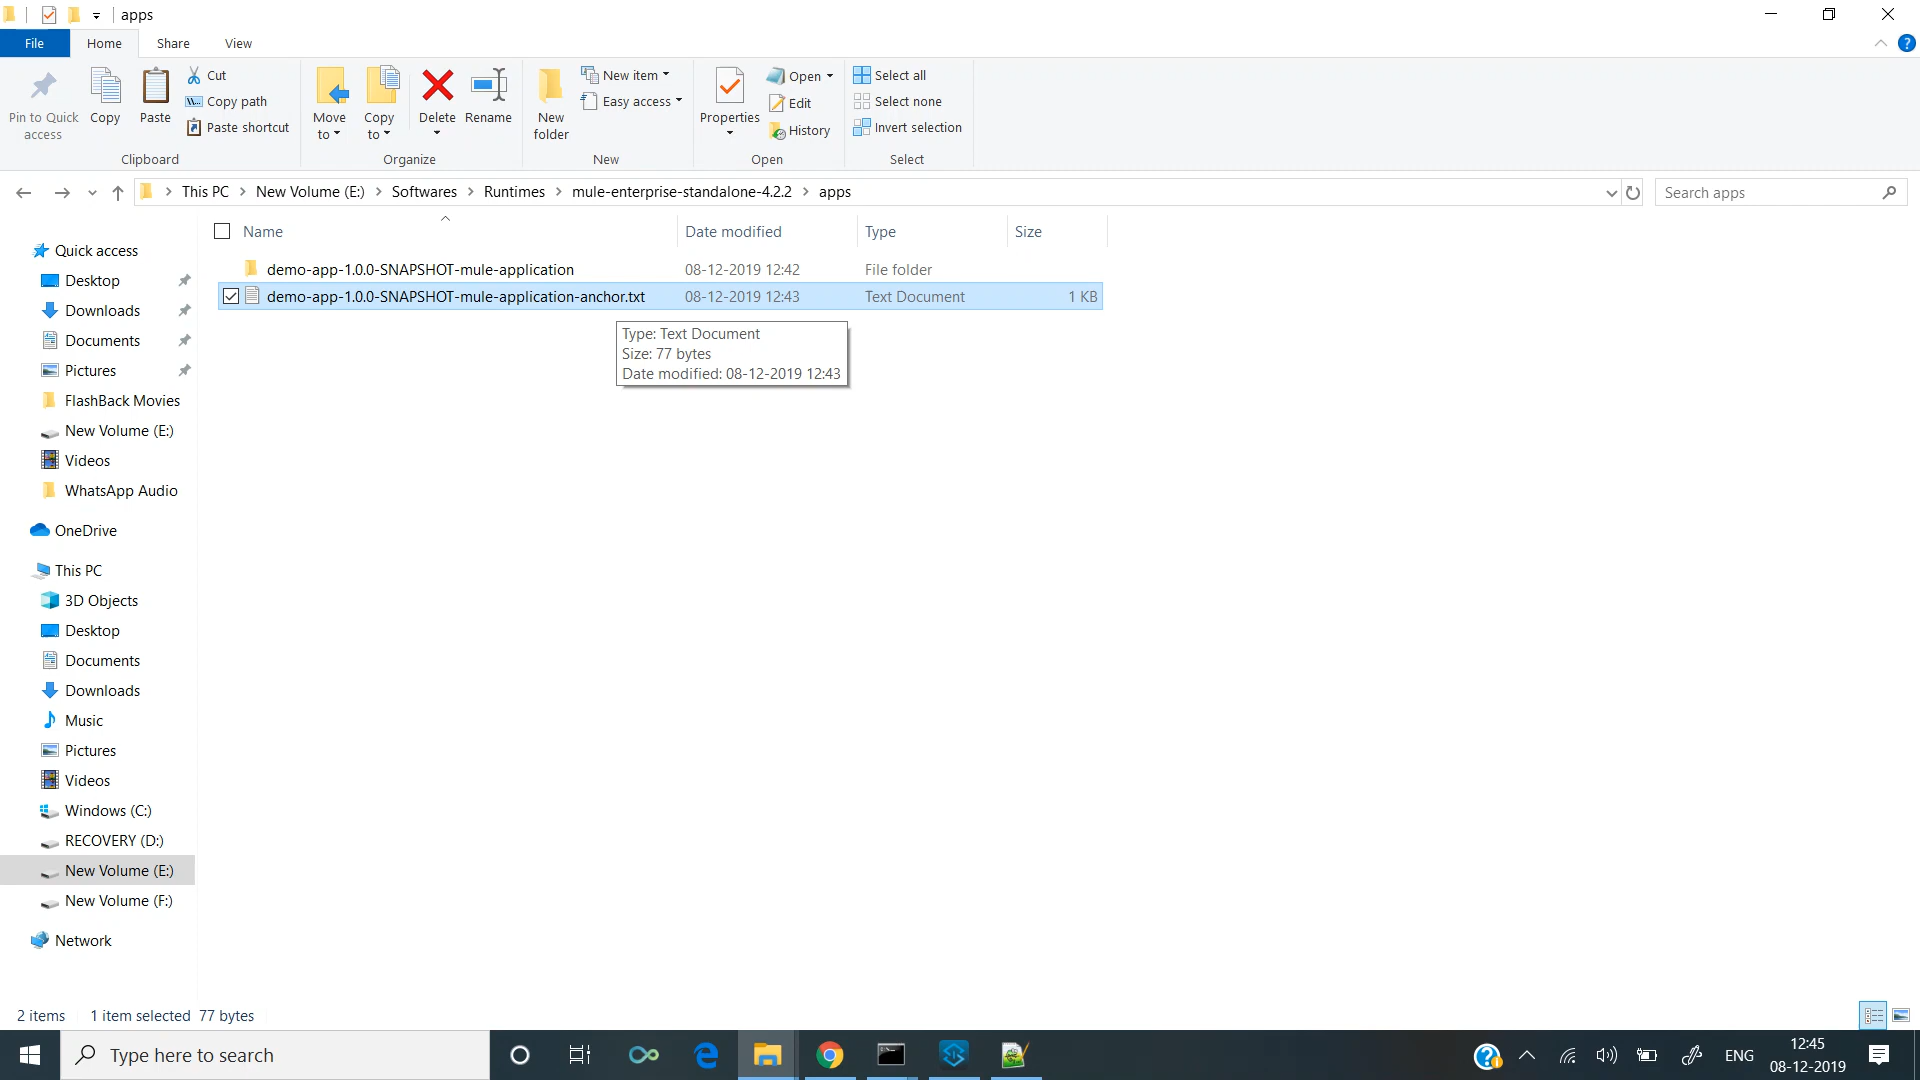 apps
File Home Share View
Pin to Quick access
Copy
Paste
Cut
Copy path
Paste shortcut
Clipboard
Move to
Copy to
Delete
Rename
Organize
New folder
New item
Easy access
New
Properties
Open
Edit
History
Open
Select all
Select none
Invert selection
Select
This PC > New Volume (E:) > Softwares > Runtimes > mule-enterprise-standalone-4.2.2 > apps
Search apps
Name Date modified Type Size
demo-app-1.0.0-SNAPSHOT-mule-application 08-12-2019 12:42 File folder
demo-app-1.0.0-SNAPSHOT-mule-application-anchor.txt 08-12-2019 12:43 Text Document 1 KB
Type: Text Document
Size: 77 bytes
Date modified: 08-12-2019 12:43
Quick access
Desktop
Downloads
Documents
Pictures
FlashBack Movies
New Volume (E:)
Videos
WhatsApp Audio
OneDrive
This PC
3D Objects
Desktop
Documents
Downloads
Music
Pictures
Videos
Windows (C:)
RECOVERY (D:)
New Volume (E:)
New Volume (F:)
Network
2 items 1 item selected 77 bytes
Type here to search
ENG
12:45
08-12-2019